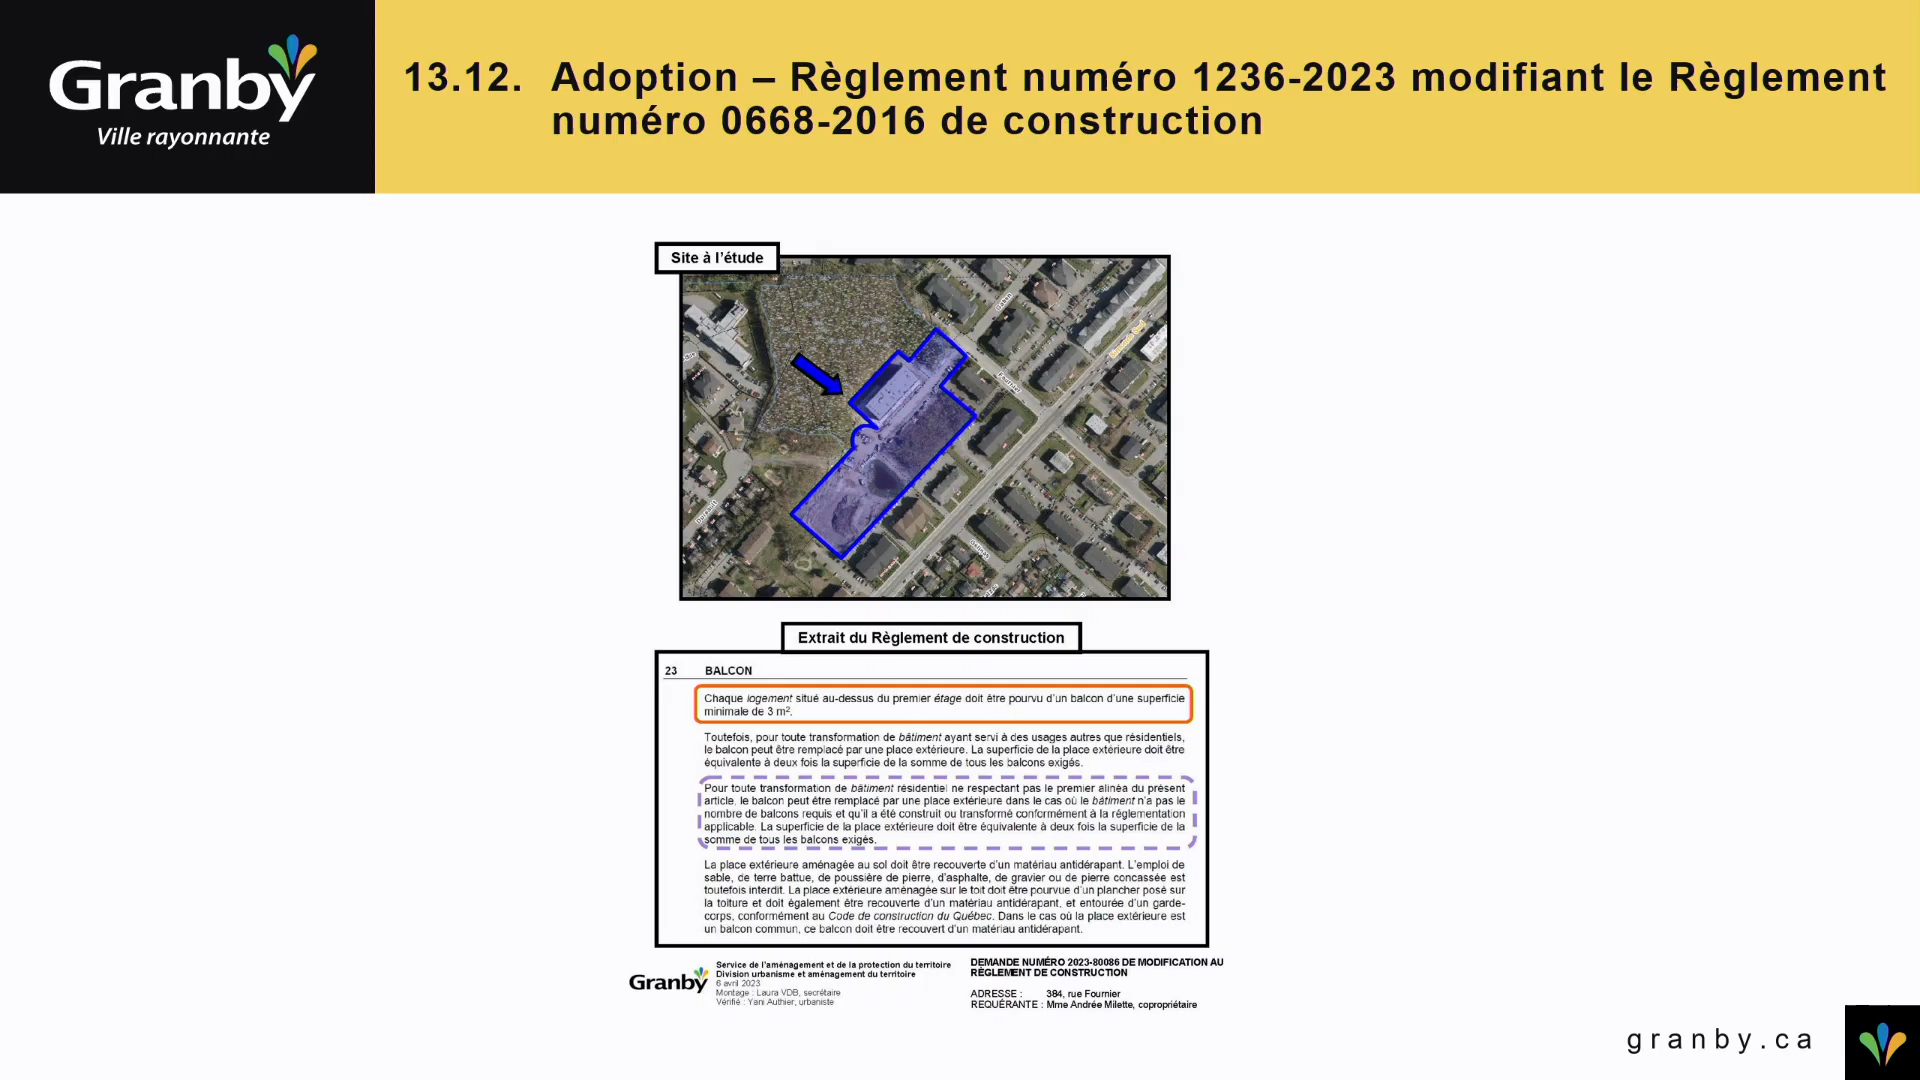 Granby
Ville rayonnante
13.12. Adoption – Règlement numéro 1236-2023 modifiant le Règlement
numéro 0668-2016 de construction
Site à l'étude
Fournier
Extrait du Règlement de construction
23 BALCON
Chaque logement situé au-dessus du premier étage doit être pourvu d'un balcon d'une superficie
minimale de 3 m².
Toutefois, pour toute transformation de bâtiment ayant servi à des usages autres que résidentiels,
le balcon peut être remplacé par une place extérieure. La superficie de la place extérieure doit être
équivalente à deux fois la superficie de la somme de tous les balcons exigés.
Pour toute transformation de bâtiment résidentiel ne respectant pas le premier alinéa du présent
article, le balcon peut être remplacé par une place extérieure dans le cas où le bâtiment n'a pas le
nombre de balcons requis et qu'il a été construit ou transformé conformément à la réglementation
applicable. La superficie de la place extérieure doit être équivalente à deux fois la superficie de la
somme de tous les balcons exigés.
La place extérieure aménagée au sol doit être recouverte d'un matériau antidérapant. L'emploi de
sable, de terre battue, de poussière de pierre, d'asphalte, de gravier ou de pierre concassée est
toutefois interdit. La place extérieure aménagée sur le toit doit être pourvue d'un plancher posé sur
la toiture et doit également être recouverte d'un matériau antidérapant, et entourée d'un garde-
corps, conformément au Code de construction du Québec. Dans le cas où la place extérieure est
un balcon commun, ce balcon doit être recouvert d'un matériau antidérapant.
Granby
Service de l'aménagement et de la protection du territoire
Division urbanisme et aménagement du territoire
6 avril 2023
Montage : Laura VDB, secrétaire
Vérifié : Yani Authier, urbaniste
DEMANDE NUMÉRO 2023-80086 DE MODIFICATION AU
RÈGLEMENT DE CONSTRUCTION
ADRESSE : 384, rue Fournier
REQUÉRANTE : Mme Andrée Milette, copropriétaire
granby.ca